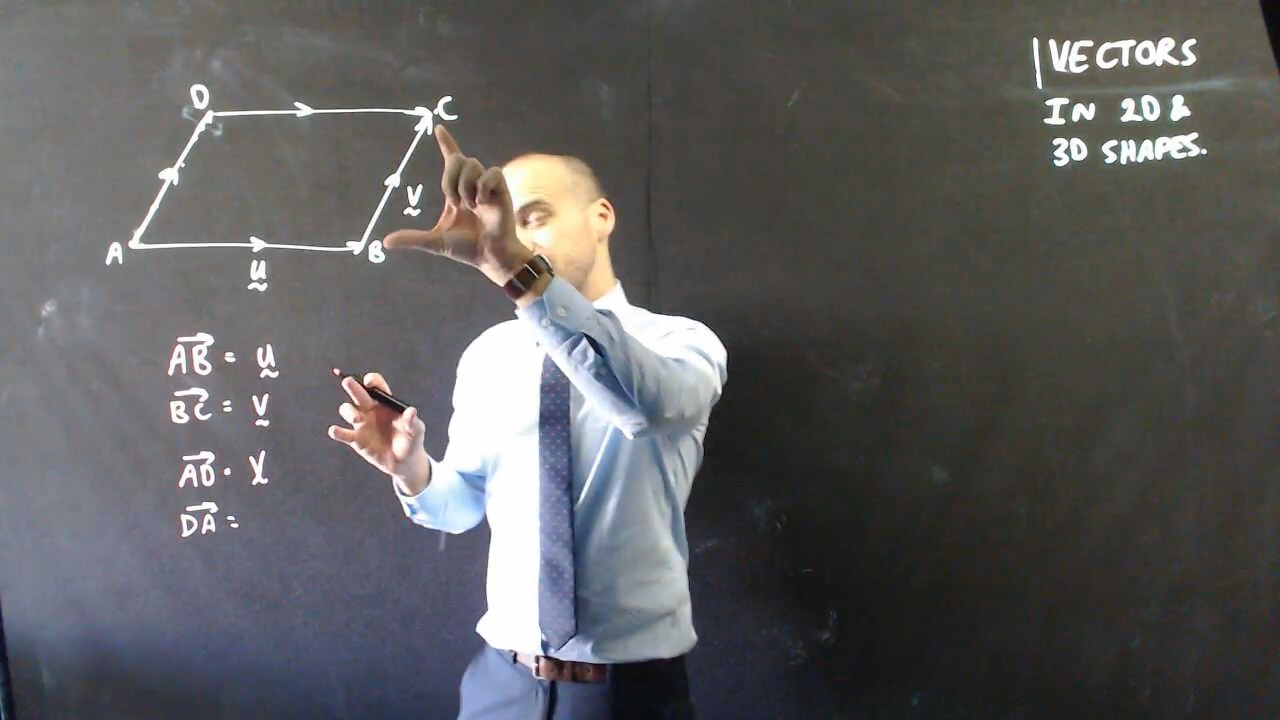 VECTORS
IN 2D &
3D SHAPES.
D
C
v
A
B
u
AB = u
BC = v
AD =
DA =